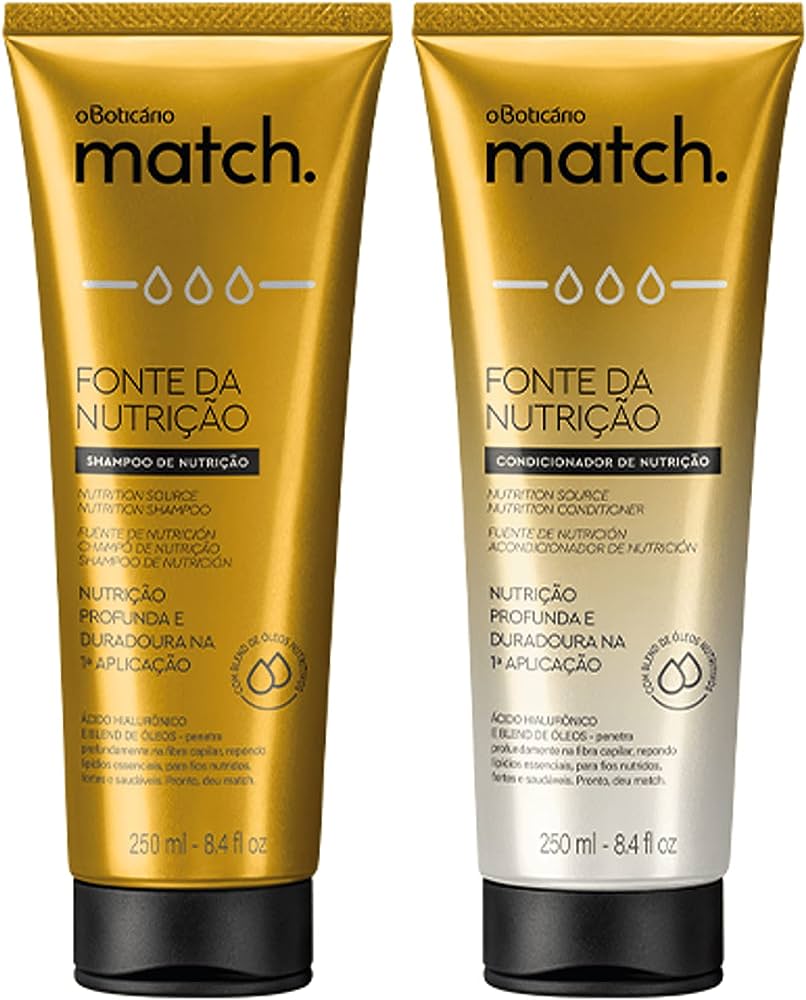 oBoticário
match.
FONTE DA
NUTRIÇÃO
SHAMPOO DE NUTRIÇÃO
NUTRITION SOURCE
NUTRITION SHAMPOO
FUENTE DE NUTRICIÓN
CHAMPÔ DE NUTRIÇÃO
SHAMPOO DE NUTRICIÓN
NUTRIÇÃO
PROFUNDA E
DURADOURA NA
1ª APLICAÇÃO
COM BLEND DE ÓLEOS NUTRITIVOS
ÁCIDO HIALURÔNICO
E BLEND DE ÓLEOS - penetra
profundamente na fibra capilar, repondo
lipídios essenciais, para fios nutridos,
fortes e saudáveis. Pronto, deu match.
250 ml - 8.4 fl oz
oBoticário
match.
FONTE DA
NUTRIÇÃO
CONDICIONADOR DE NUTRIÇÃO
NUTRITION SOURCE
NUTRITION CONDITIONER
FUENTE DE NUTRICIÓN
ACONDICIONADOR DE NUTRICIÓN
NUTRIÇÃO
PROFUNDA E
DURADOURA NA
1ª APLICAÇÃO
COM BLEND DE ÓLEOS NUTRITIVOS
ÁCIDO HIALURÔNICO
E BLEND DE ÓLEOS - penetra
profundamente na fibra capilar, repondo
lipídios essenciais, para fios nutridos,
fortes e saudáveis. Pronto, deu match.
250 ml - 8.4 fl oz